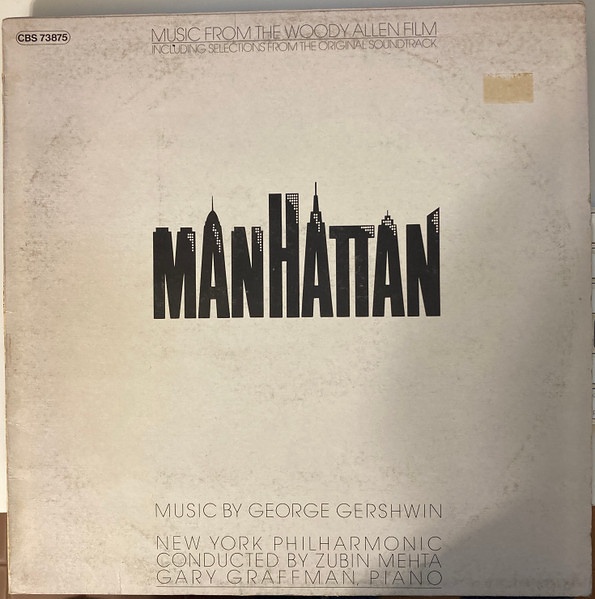 CBS 73875
MUSIC FROM THE WOODY ALLEN FILM
INCLUDING SELECTIONS FROM THE ORIGINAL SOUNDTRACK
MANHATTAN
MUSIC BY GEORGE GERSHWIN
NEW YORK PHILHARMONIC
CONDUCTED BY ZUBIN MEHTA
GARY GRAFFMAN, PIANO